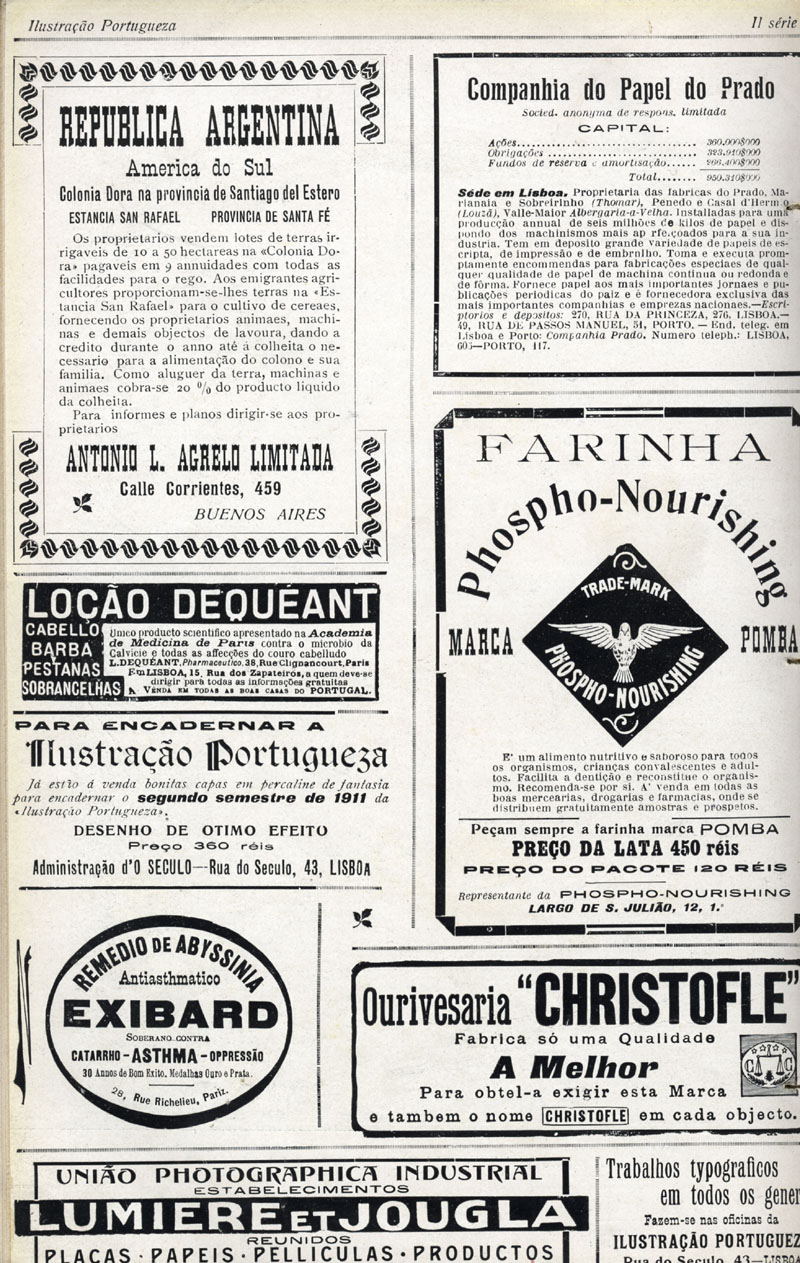 Ilustração Portugueza
II série
REPUBLICA ARGENTINA
America do Sul
Colonia Dora na provincia de Santiago del Estero
ESTANCIA SAN RAFAEL PROVINCIA DE SANTA FÉ
Os proprietarios vendem lotes de terras ir-
rigaveis de 10 a 50 hectareas na «Colonia Do-
ra» pagaveis em 9 annuidades com todas as
facilidades para o rego. Aos emigrantes agri-
cultores proporcionam-se-lhes terras na «Es-
tancia San Rafael» para o cultivo de cereaes,
fornecendo os proprietarios animaes, machi-
nas e demais objectos de lavoura, dando a
credito durante o anno até á colheita o ne-
cessario para a alimentação do colono e sua
familia. Como aluguer da terra, machinas e
animaes cobra-se 20 % do producto liquido
da colheita.
Para informes e planos dirigir-se aos pro-
prietarios
ANTONIO L. AGRELO LIMITADA
Calle Corrientes, 459
BUENOS AIRES
LOÇÃO DEQUÉANT
CABELLO
BARBA
PESTANAS
SOBRANCELHAS
Unico producto scientifico apresentado na Academia
de Medicina de Paris contra o microbio da
Calvicie e todas as affecções do couro cabelludo
L. DEQUÉANT, Pharmaceutico, 38, Rue Clignancourt, Paris
Em LISBOA, 15, Rua dos Zapateiros, a quem deve-se
dirigir para todas as informações gratuitas
A VENDA EM TODAS AS BOAS CASAS DO PORTUGAL.
PARA ENCADERNAR A
Illustração Portugueza
Já estão á venda bonitas capas em percaline de fantasia
para encadernar o segundo semestre de 1911 da
«Ilustração Portugueza».
DESENHO DE OTIMO EFEITO
Preço 360 réis
Administração d'O SECULO—Rua do Seculo, 43, LISBOA
REMEDIO DE ABYSSINIA
Antiasthmatico
EXIBARD
SOBERANO CONTRA
CATARRHO-ASTHMA-OPPRESSÃO
30 Annos de Bom Exito. Medalhas Ouro e Prata.
28, Rue Richelieu, Pariz.
Companhia do Papel do Prado
Socied. anonyma de respons. limitada
CAPITAL:
Ações.............................. 360.000$000
Obrigações .......................... 323.910$000
Fundos de reserva e amortisação...... 266.400$000
Total........ 950.310$000
Séde em Lisboa. Proprietaria das fabricas do Prado, Ma-
rianaia e Sobreirinho (Thomar), Penedo e Casal d'Hermio
(Louzã), Valle-Maior Albergaria-a-Velha. Installadas para uma
producção annual de seis milhões de kilos de papel e dis-
pondo dos machinismos mais aperfeiçoados para a sua in-
dustria. Tem em deposito grande variedade de papeis de es-
cripta, de impressão e de embrulho. Toma e executa prom-
ptamente encommendas para fabricações especiaes de qual-
quer qualidade de papel de machina continua ou redonda e
de fôrma. Fornece papel aos mais importantes jornaes e pu-
blicações periodicas do paiz e é fornecedora exclusiva das
mais importantes companhias e emprezas nacionaes.—Escri-
ptorios e depositos: 270, RUA DA PRINCEZA, 276, LISBOA.—
49, RUA DE PASSOS MANUEL, 51, PORTO. — End. teleg. em
Lisboa e Porto: Companhia Prado. Numero teleph.: LISBOA,
605—PORTO, 117.
FARINHA
Phospho-Nourishing
MARCA
TRADE-MARK
PHOSPHO-NOURISHING
POMBA
E' um alimento nutritivo e saboroso para todos
os organismos, crianças convalescentes e adul-
tos. Facilita a dentição e reconstitue o organis-
mo. Recomenda-se por si. A' venda em todas as
boas mercearias, drogarias e farmacias, onde se
distribuem gratuitamente amostras e prospetos.
Peçam sempre a farinha marca POMBA
PREÇO DA LATA 450 réis
PREÇO DO PACOTE 120 RÉIS
Representante da PHOSPHO-NOURISHING
LARGO DE S. JULIÃO, 12, 1.º
Ourivesaria "CHRISTOFLE"
Fabrica só uma Qualidade
A Melhor
Para obtel-a exigir esta Marca
C C
e tambem o nome CHRISTOFLE em cada objecto.
UNIÃO PHOTOGRAPHICA INDUSTRIAL
ESTABELECIMENTOS
LUMIERE ET JOUGLA
REUNIDOS
PLACAS · PAPEIS · PELLICULAS · PRODUCTOS
Trabalhos typograficos
em todos os gener
Fazem-se nas oficinas da
ILUSTRAÇÃO PORTUGUEZ
Rua do Seculo, 43—LISBOA